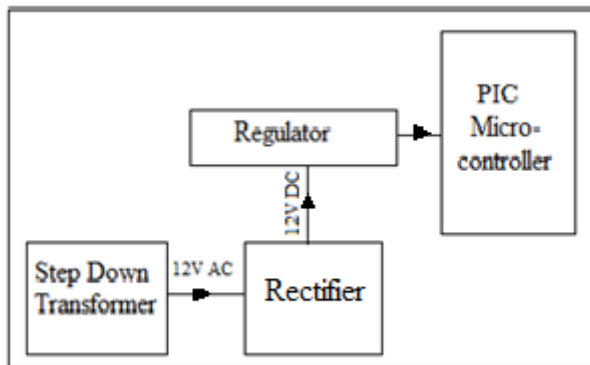 PIC
Micro-
controller
Regulator
12V DC
Step Down
Transformer
12V AC
Rectifier